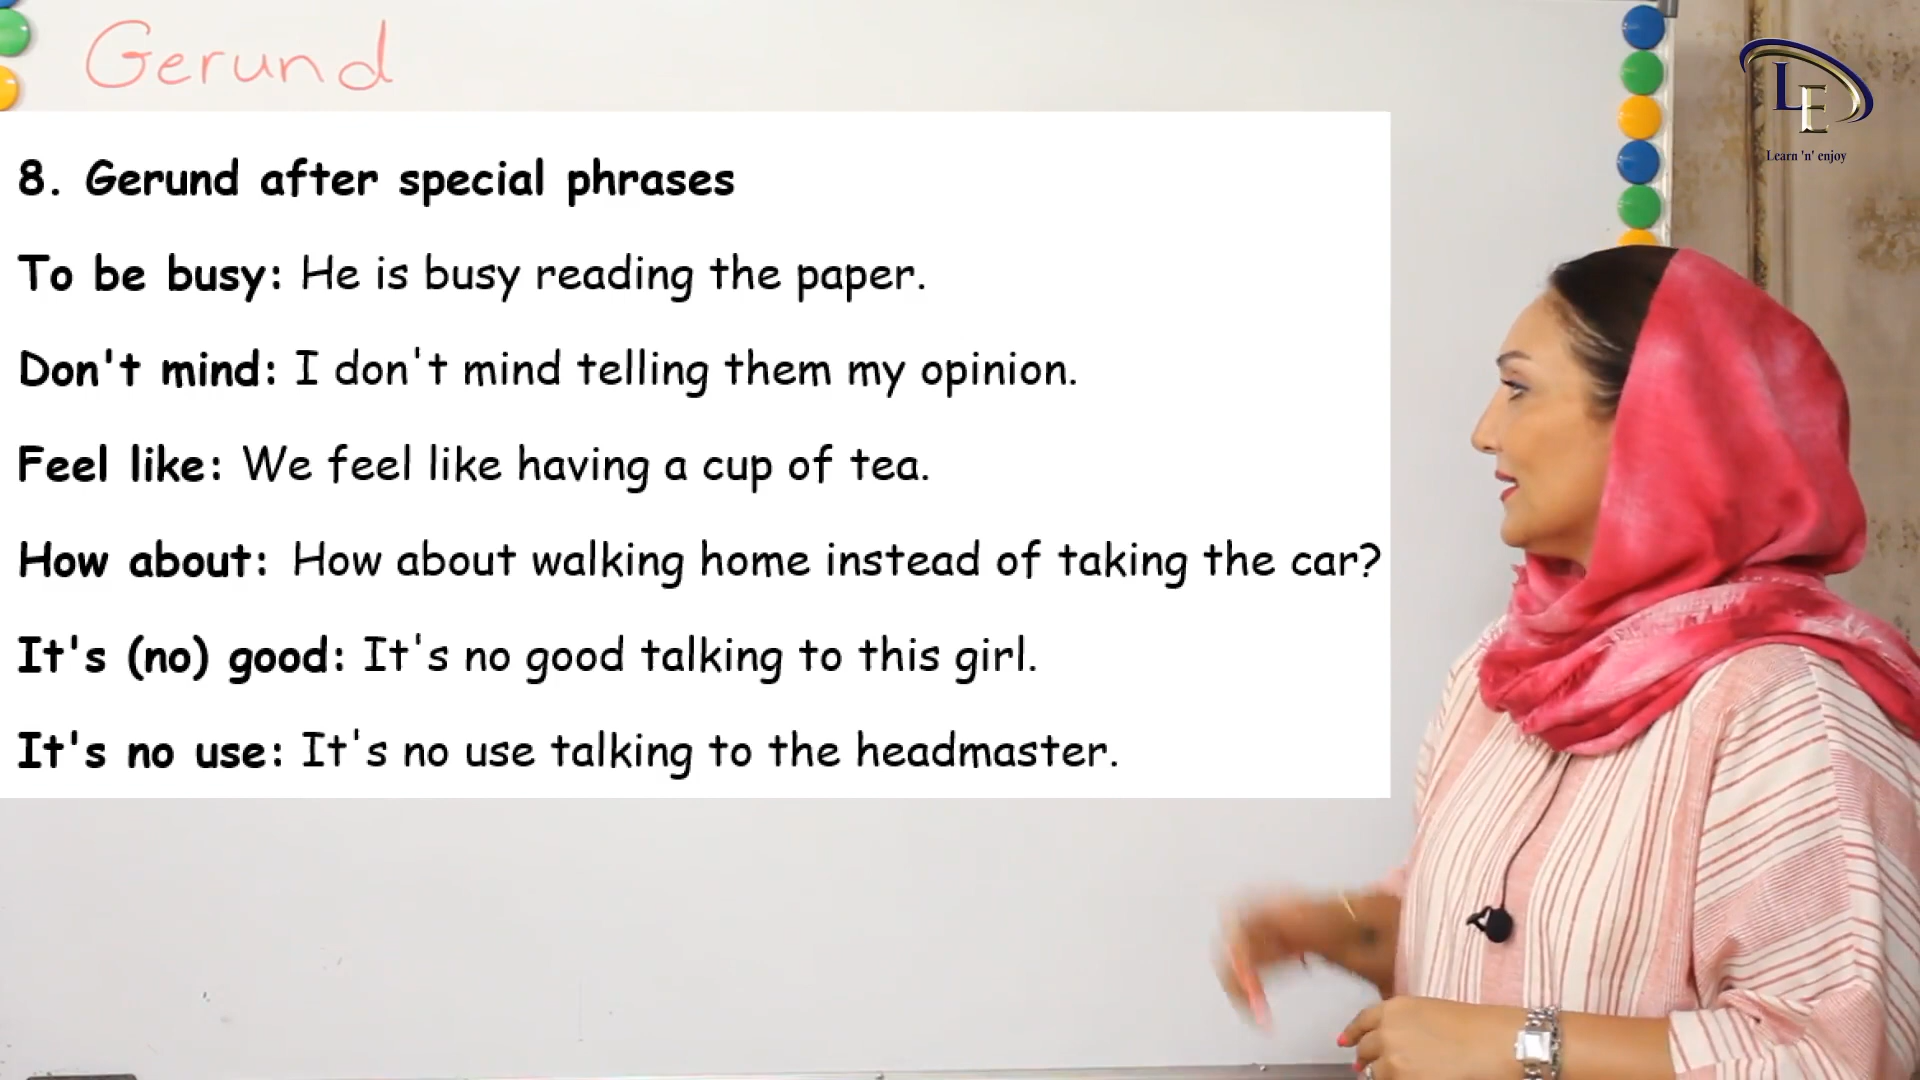 Gerund
8. Gerund after special phrases
To be busy: He is busy reading the paper.
Don't mind: I don't mind telling them my opinion.
Feel like: We feel like having a cup of tea.
How about: How about walking home instead of taking the car?
It's (no) good: It's no good talking to this girl.
It's no use: It's no use talking to the headmaster.
LE
Learn 'n' enjoy